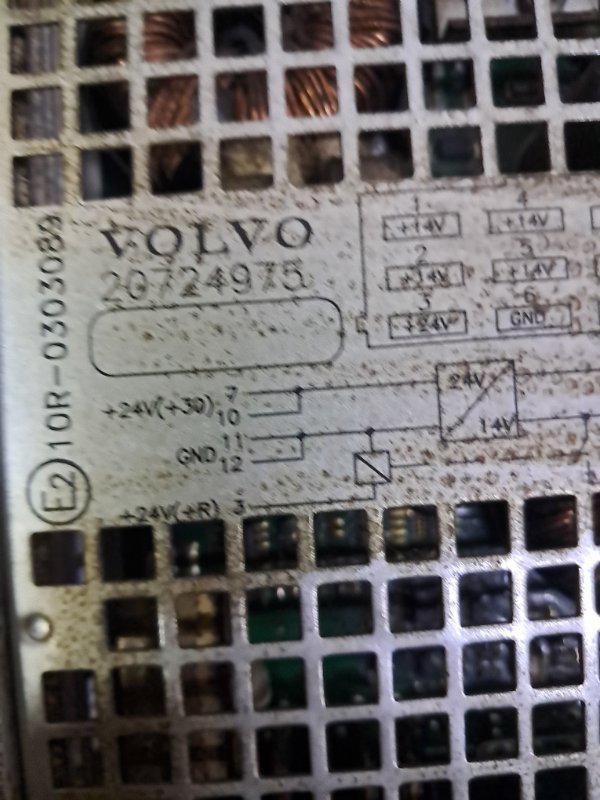 VOLVO
20724975
1
+14V
4
+14V
2
+14V
5
+14V
3
+24V
6
GND
+24V(+30)
7
10
GND
11
12
+24V(+R) 3
24V
14V
E2
10R-0303089